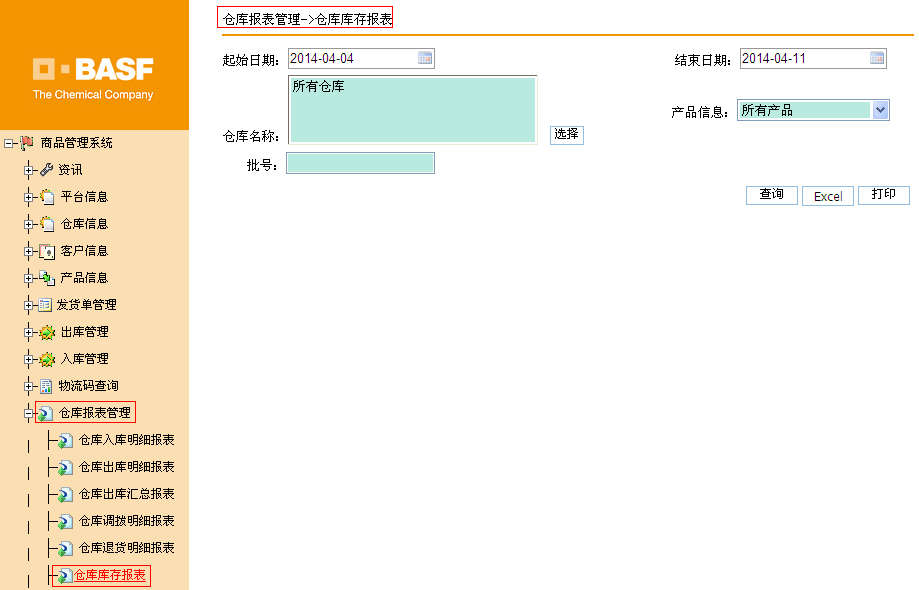 BASF
The Chemical Company
商品管理系统
资讯
平台信息
仓库信息
客户信息
产品信息
发货单管理
出库管理
入库管理
物流码查询
仓库报表管理
仓库入库明细报表
仓库出库明细报表
仓库出库汇总报表
仓库调拨明细报表
仓库退货明细报表
仓库库存报表
仓库报表管理->仓库库存报表
起始日期: 2014-04-04 结束日期: 2014-04-11
所有仓库
仓库名称: 选择 产品信息: 所有产品
批号:
查询 Excel 打印